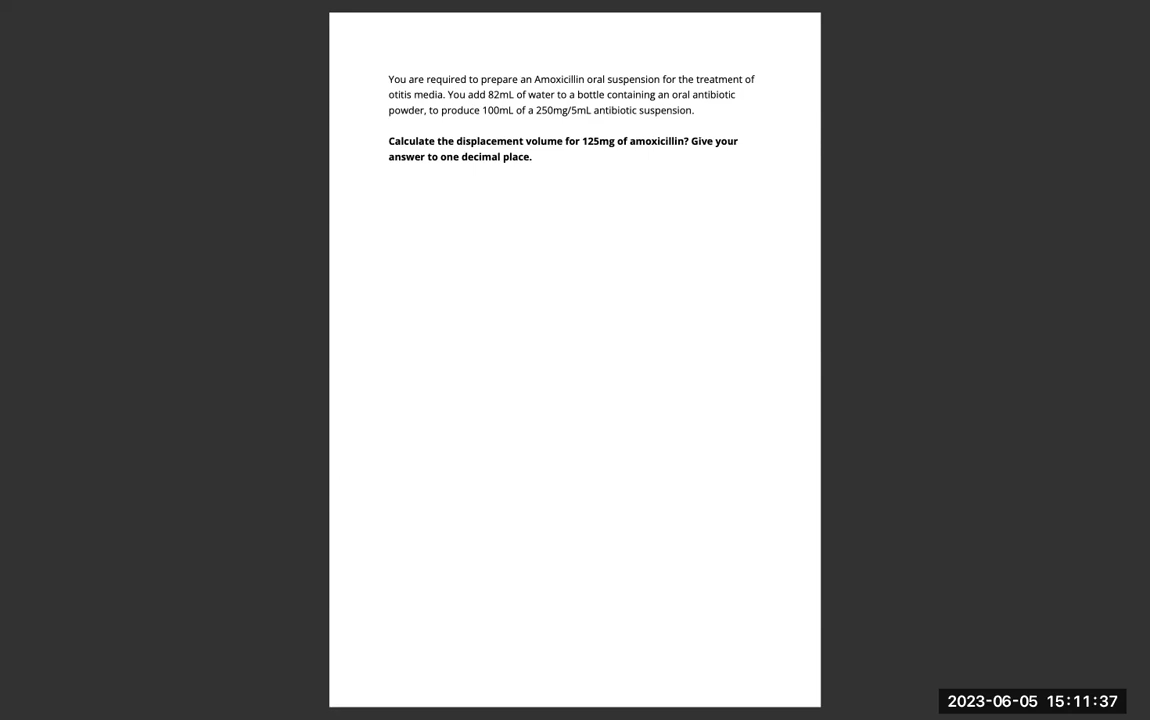 You are required to prepare an Amoxicillin oral suspension for the treatment of
otitis media. You add 82mL of water to a bottle containing an oral antibiotic
powder, to produce 100mL of a 250mg/5mL antibiotic suspension.
Calculate the displacement volume for 125mg of amoxicillin? Give your
answer to one decimal place.
2023-06-05 15:11:37